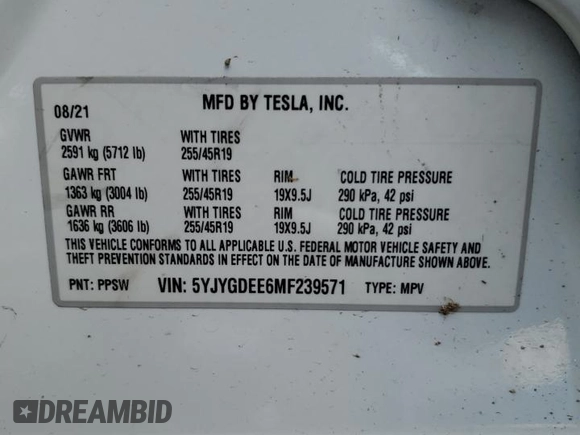 08/21 MFD BY TESLA, INC.
GVWR WITH TIRES
2591 kg (5712 lb) 255/45R19
GAWR FRT WITH TIRES RIM COLD TIRE PRESSURE
1363 kg (3004 lb) 255/45R19 19X9.5J 290 kPa, 42 psi
GAWR RR WITH TIRES RIM COLD TIRE PRESSURE
1636 kg (3606 lb) 255/45R19 19X9.5J 290 kPa, 42 psi
THIS VEHICLE CONFORMS TO ALL APPLICABLE U.S. FEDERAL MOTOR VEHICLE SAFETY AND
THEFT PREVENTION STANDARDS IN EFFECT ON THE DATE OF MANUFACTURE SHOWN ABOVE.
PNT: PPSW VIN: 5YJYGDEE6MF239571 TYPE: MPV
DREAMBID